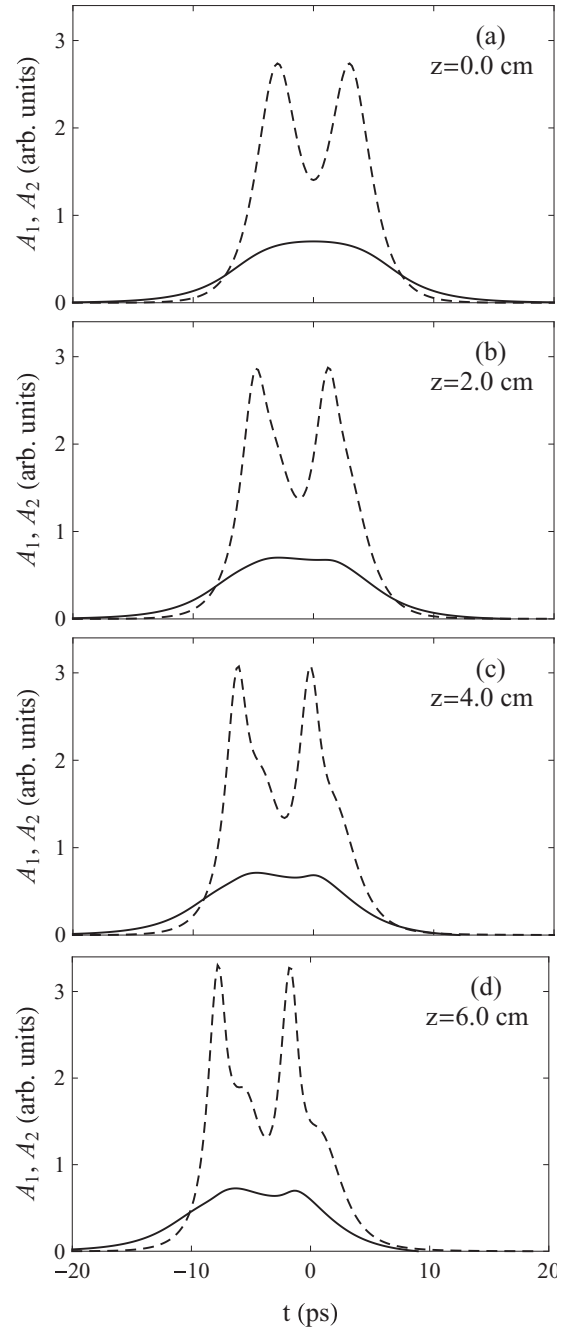 3
(a)
z=0.0 cm
2
1
0
A1, A2 (arb. units)
3
(b)
z=2.0 cm
2
1
0
A1, A2 (arb. units)
3
(c)
z=4.0 cm
2
1
0
A1, A2 (arb. units)
3
(d)
z=6.0 cm
2
1
0
A1, A2 (arb. units)
−20 −10 0 10 20
t (ps)